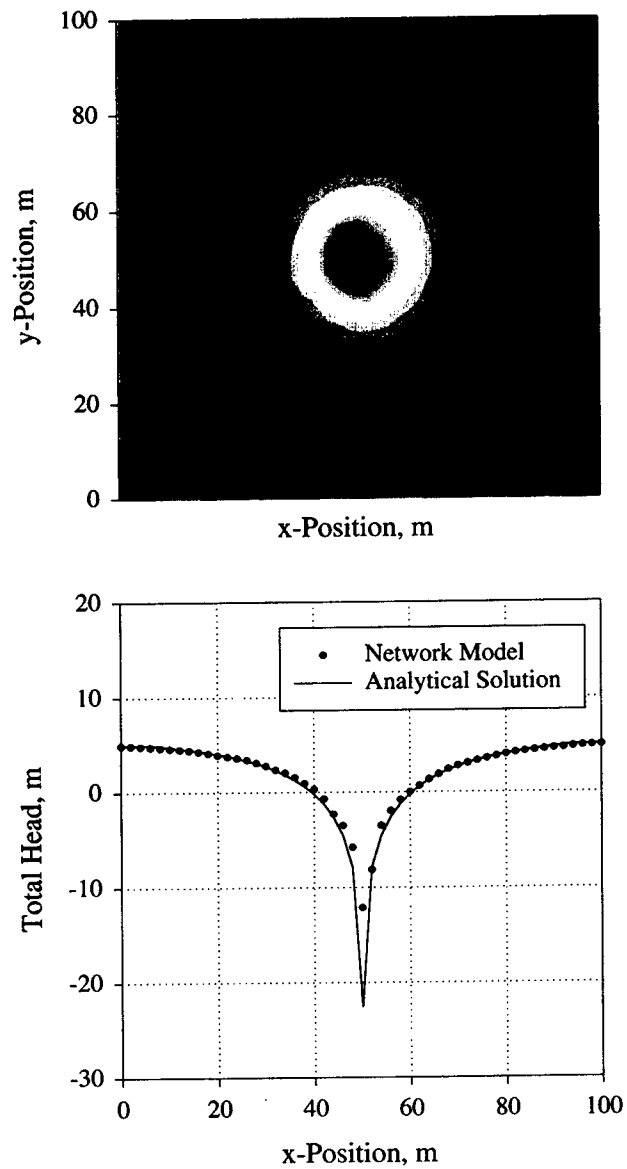 100
80
60
40
20
0
y-Position, m
x-Position, m
20
10
0
-10
-20
-30
Total Head, m
Network Model
Analytical Solution
0 20 40 60 80 100
x-Position, m